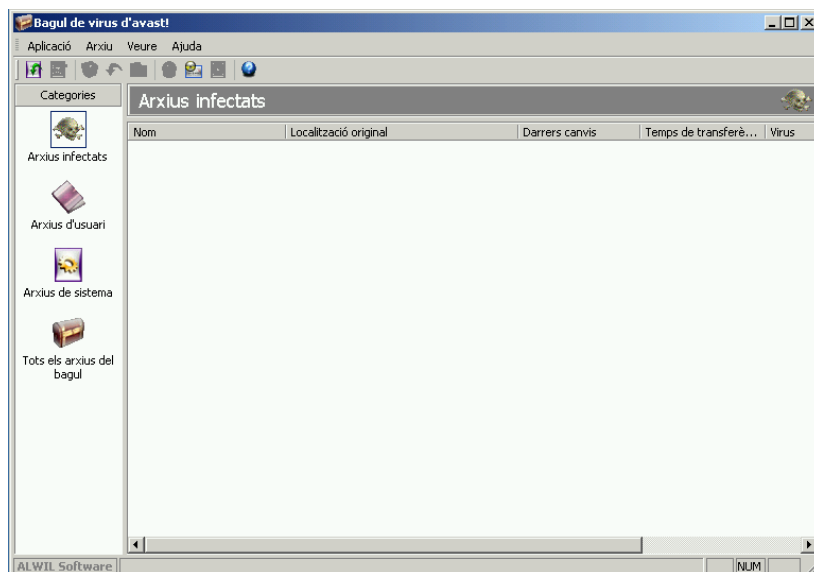 Bagul de virus d'avast!
Aplicació Arxiu Veure Ajuda
Categories
Arxius infectats
Nom Localització original Darrers canvis Temps de transferè... Virus
Arxius infectats
Arxius d'usuari
Arxius de sistema
Tots els arxius del
bagul
ALWIL Software
NUM